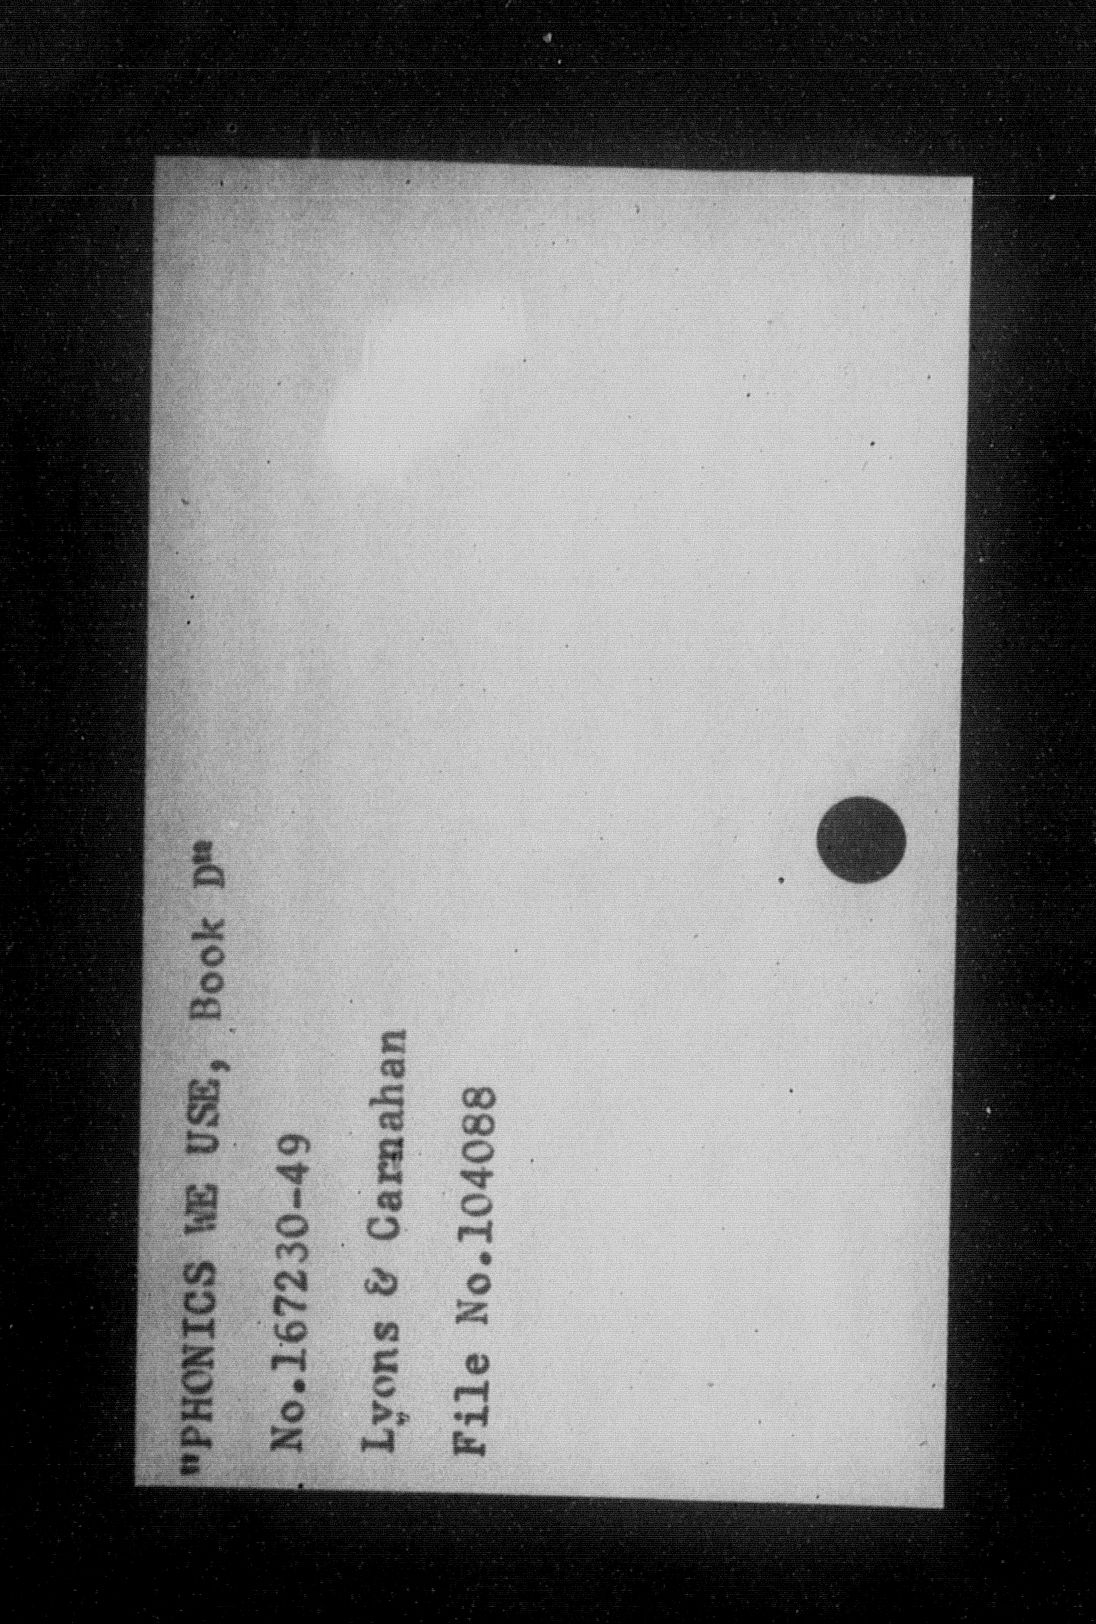 "PHONICS WE USE, Book D"
No.167230-49
Lyons & Carnahan
File No.104088